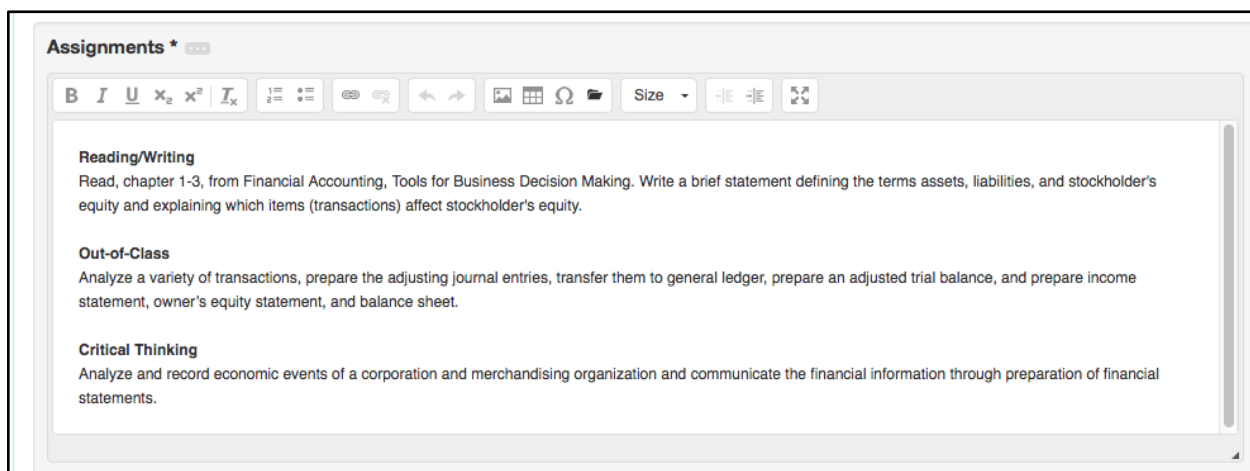 Assignments *
B I U x₂ x² Tx Ω Size
Reading/Writing
Read, chapter 1-3, from Financial Accounting, Tools for Business Decision Making. Write a brief statement defining the terms assets, liabilities, and stockholder's
equity and explaining which items (transactions) affect stockholder's equity.
Out-of-Class
Analyze a variety of transactions, prepare the adjusting journal entries, transfer them to general ledger, prepare an adjusted trial balance, and prepare income
statement, owner's equity statement, and balance sheet.
Critical Thinking
Analyze and record economic events of a corporation and merchandising organization and communicate the financial information through preparation of financial
statements.